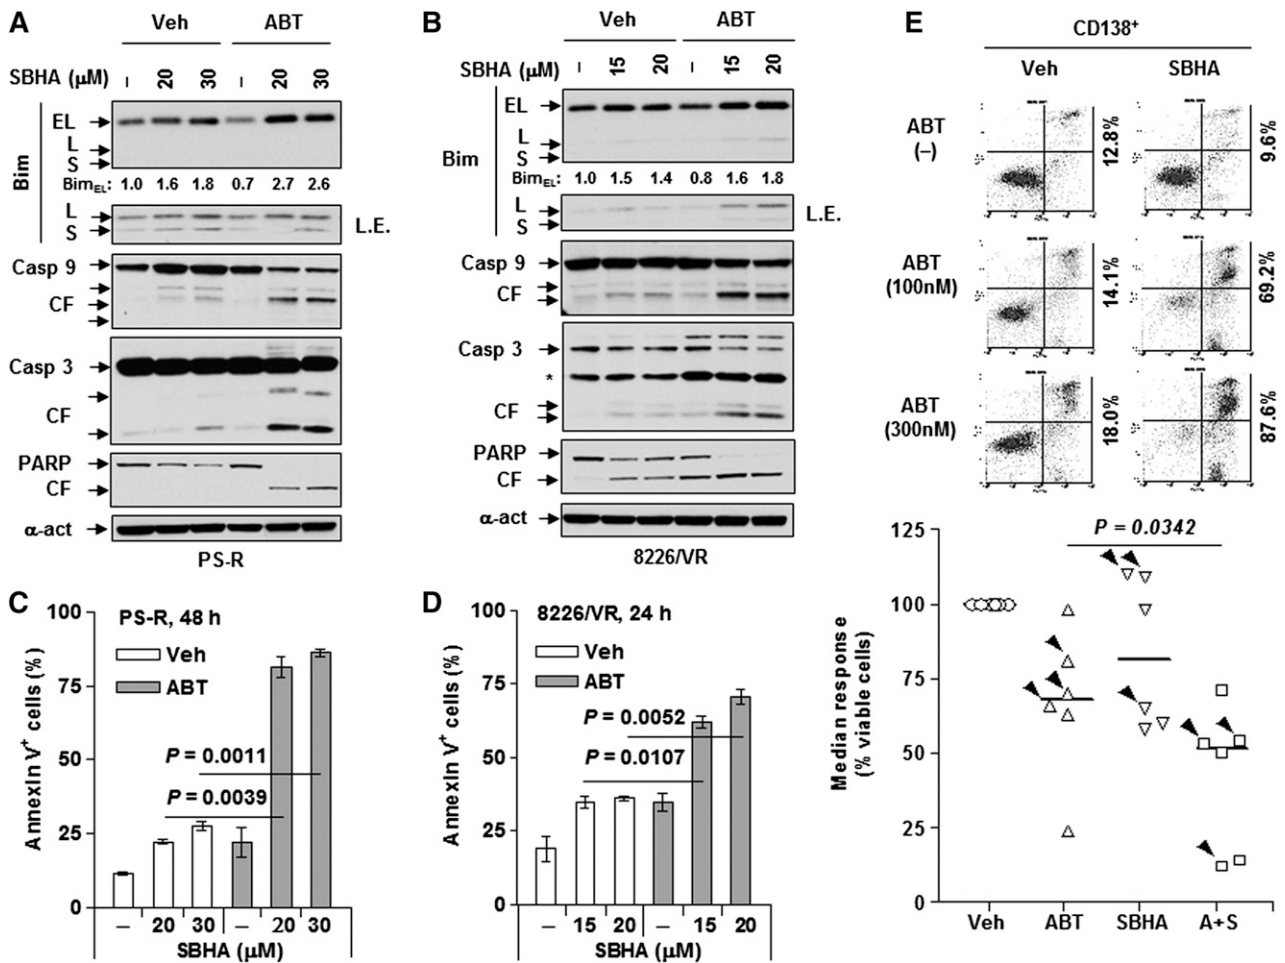 A
Veh ABT
SBHA (µM) – 20 30 – 20 30
Bim
EL
L
S
BimEL: 1.0 1.6 1.8 0.7 2.7 2.6
L
S
L.E.
Casp 9
CF
Casp 3
CF
PARP
CF
α-act
PS-R
B
Veh ABT
SBHA (µM) – 15 20 – 15 20
Bim
EL
L
S
BimEL: 1.0 1.5 1.4 0.8 1.6 1.8
L
S
L.E.
Casp 9
CF
Casp 3
*
CF
PARP
CF
α-act
8226/VR
C
PS-R, 48 h
Veh
ABT
Annexin V+ cells (%)
100
75
50
25
0
P = 0.0011
P = 0.0039
– 20 30 – 20 30
SBHA (µM)
D
8226/VR, 24 h
Veh
ABT
Annexin V+ cells (%)
100
75
50
25
0
P = 0.0052
P = 0.0107
– 15 20 – 15 20
SBHA (µM)
E
CD138+
Veh SBHA
ABT
(–)
12.8%
9.6%
ABT
(100nM)
14.1%
69.2%
ABT
(300nM)
18.0%
87.6%
Median response
(% viable cells)
125
100
75
50
25
0
P = 0.0342
Veh ABT SBHA A+S